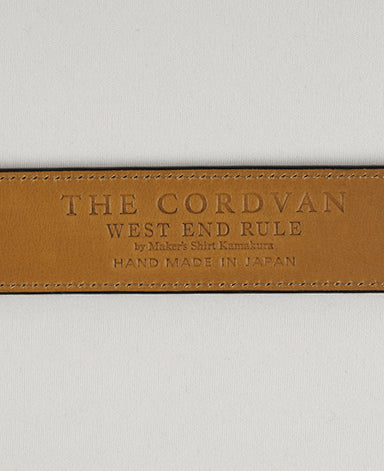 THE CORDVAN
WEST END RULE
by Maker's Shirt Kamakura
HAND MADE IN JAPAN